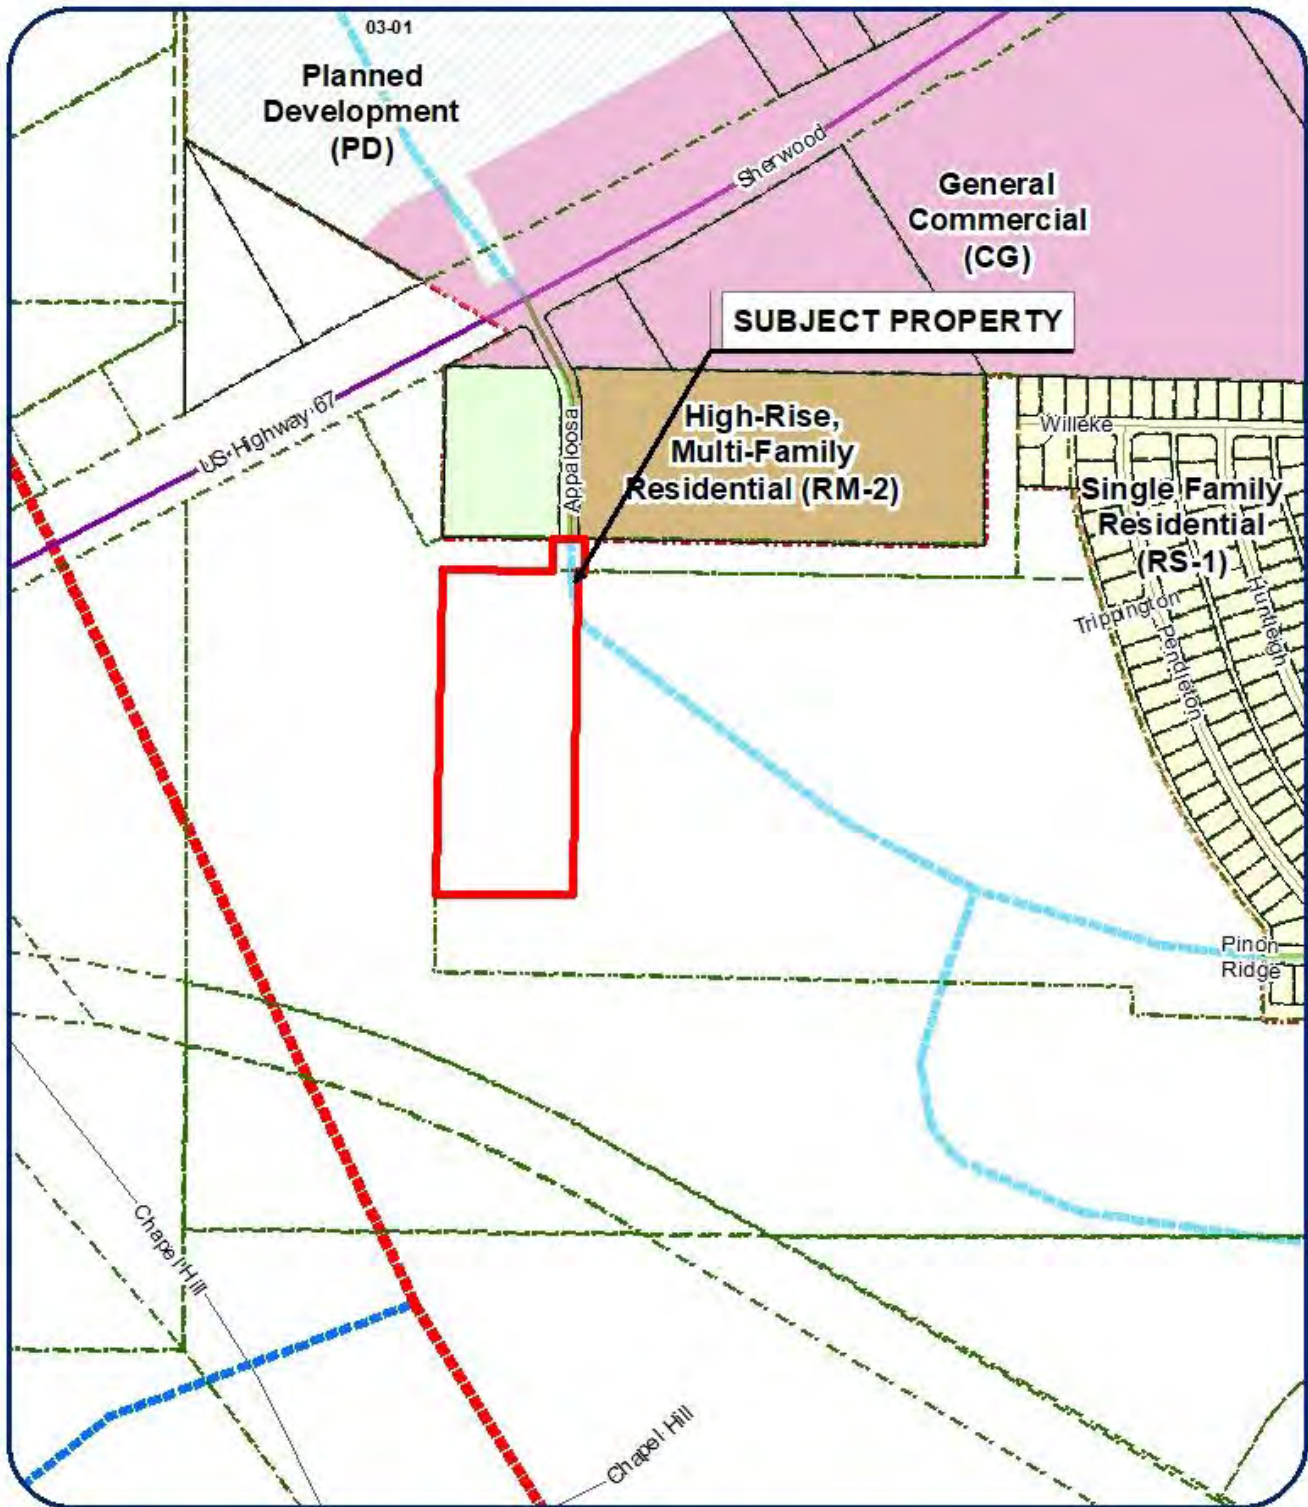 03-01
Planned
Development
(PD)
Sherwood
General
Commercial
(CG)
SUBJECT PROPERTY
US Highway 67
Appaloosa
High-Rise,
Multi-Family
Residential (RM-2)
Willeke
Single Family
Residential
(RS-1)
Trippington
Pendleton
Huntleigh
Pinon
Ridge
Chapel Hill
Chapel Hill